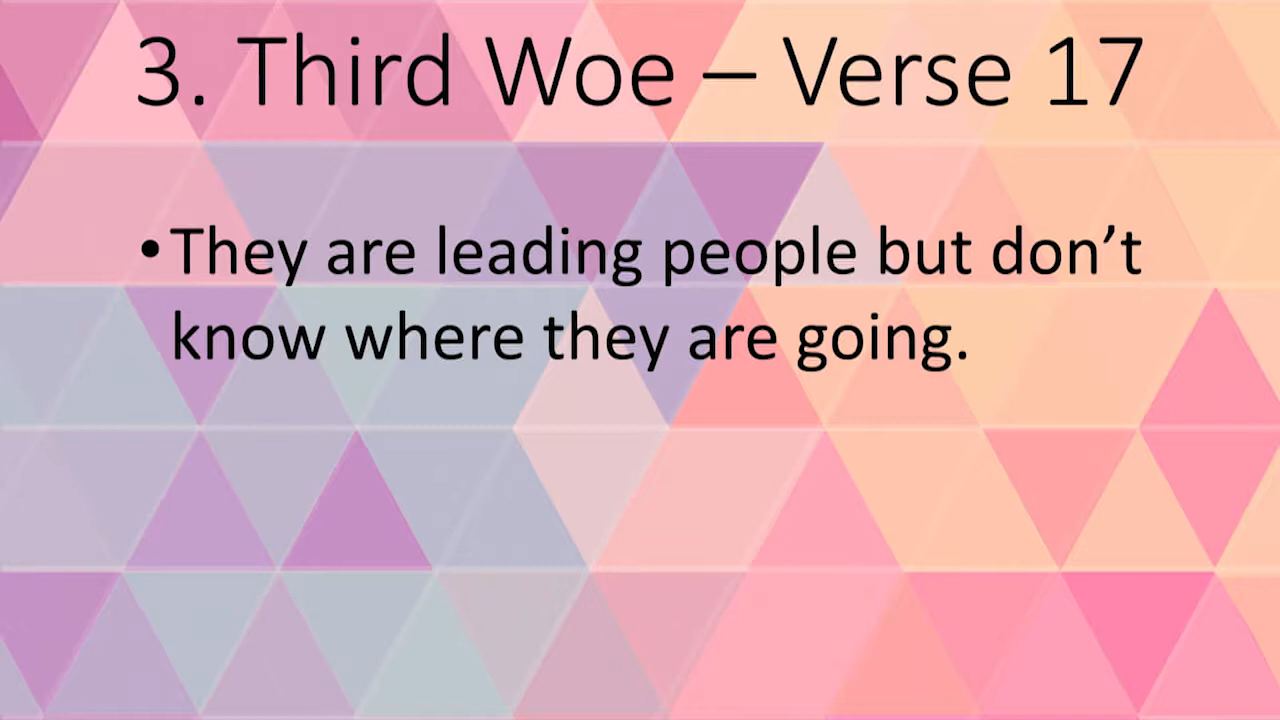 3. Third Woe – Verse 17
•They are leading people but don’t
know where they are going.